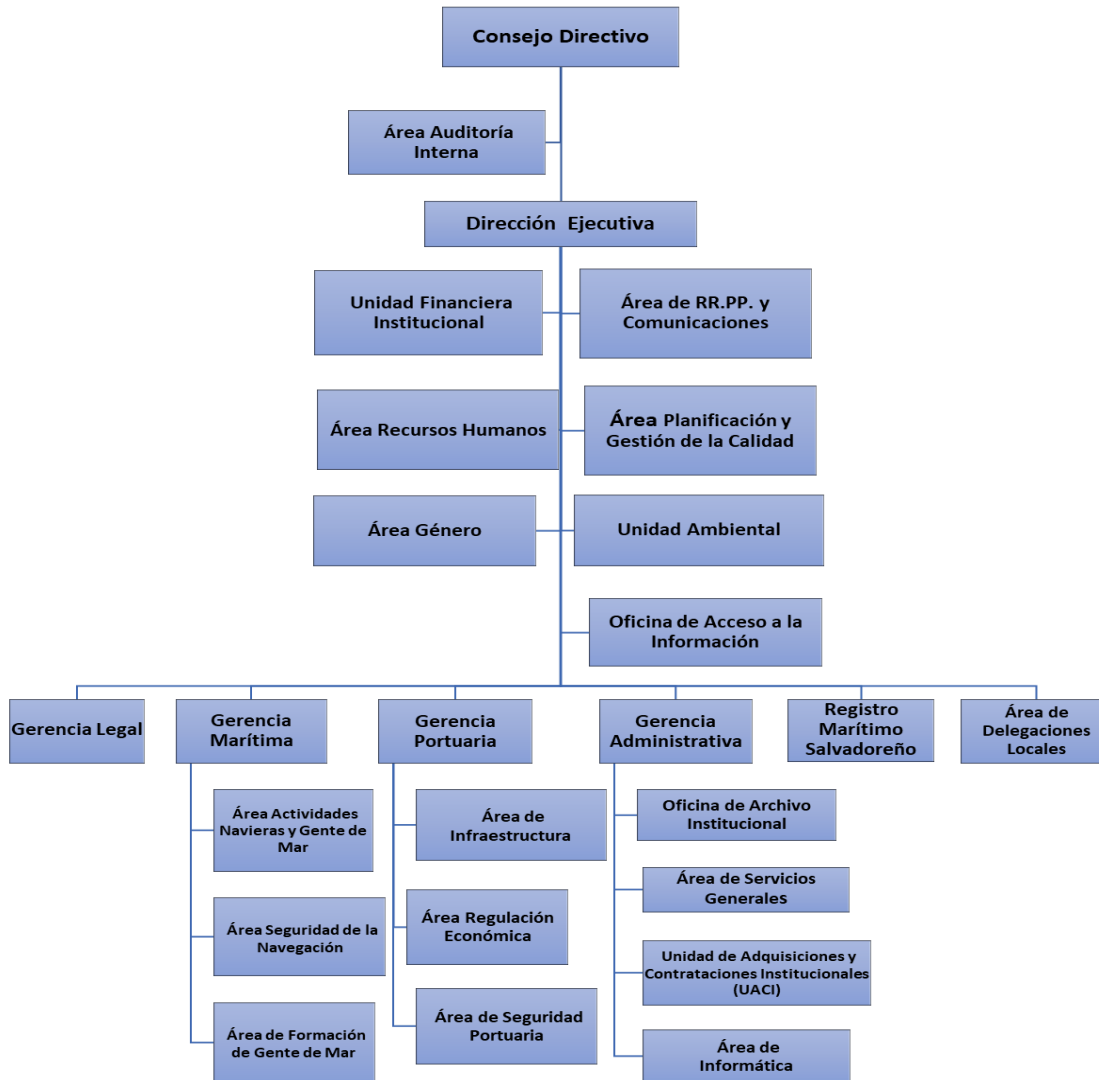 Consejo Directivo
Área Auditoría
Interna
Dirección Ejecutiva
Unidad Financiera
Institucional
Área de RR.PP. y
Comunicaciones
Área Recursos Humanos
Área Planificación y
Gestión de la Calidad
Área Género
Unidad Ambiental
Oficina de Acceso a la
Información
Gerencia Legal
Gerencia
Marítima
Gerencia
Portuaria
Gerencia
Administrativa
Registro
Marítimo
Salvadoreño
Área de
Delegaciones
Locales
Área Actividades
Navieras y Gente de
Mar
Área Seguridad de la
Navegación
Área de Formación
de Gente de Mar
Área de
Infraestructura
Área Regulación
Económica
Área de Seguridad
Portuaria
Oficina de Archivo
Institucional
Área de Servicios
Generales
Unidad de Adquisiciones y
Contrataciones Institucionales
(UACI)
Área de
Informática